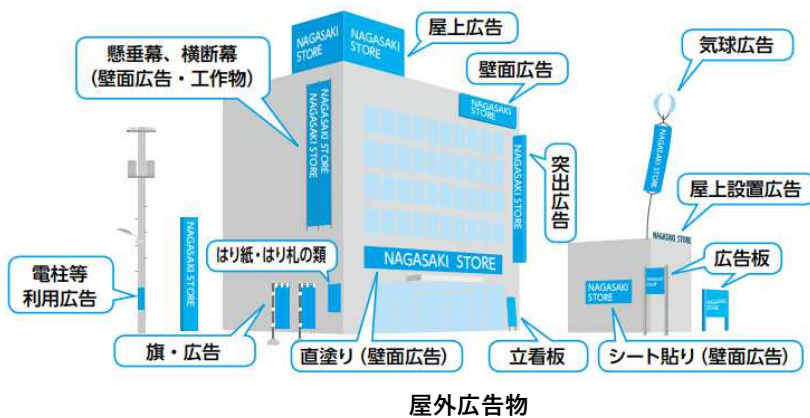 NAGASAKI
STORE
NAGASAKI
STORE
屋上広告
懸垂幕、横断幕
(壁面広告・工作物)
気球広告
壁面広告
NAGASAKI
STORE
NAGASAKI STORE
NAGASAKI STORE
NAGASAKI STORE
突出広告
NAGASAKI STORE
屋上設置広告
NAGASAKI STORE
NAGASAKI STORE
はり紙・はり札の類
NAGASAKI STORE
広告板
電柱等
利用広告
NAGASAKI
STORE
旗・広告
直塗り(壁面広告)
立看板
シート貼り(壁面広告)
屋外広告物